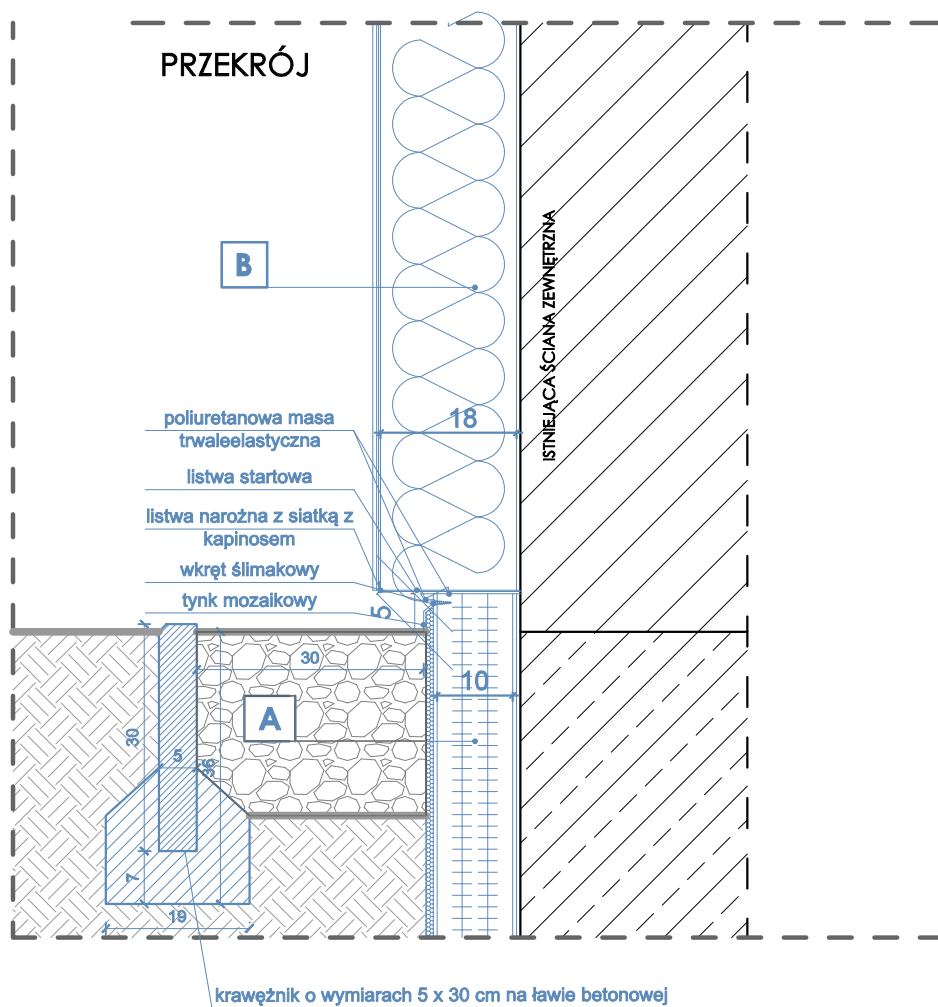 PRZEKRÓJ
B
ISTNIEJĄCA ŚCIANA ZEWNĘTRZNA
poliuretanowa masa
trwaleelastyczna
18
listwa startowa
listwa narożna z siatką z
kapinosem
wkręt ślimakowy
tynk mozaikowy
5
30
10
A
30
5
36
7
19
krawężnik o wymiarach 5 x 30 cm na ławie betonowej